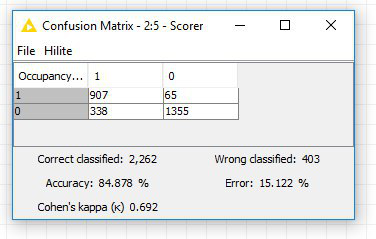 Confusion Matrix - 2:5 - Scorer
File Hilite
Occupancy... 1 0
1 907 65
0 338 1355
Correct classified: 2,262 Wrong classified: 403
Accuracy: 84.878 % Error: 15.122 %
Cohen's kappa (κ) 0.692